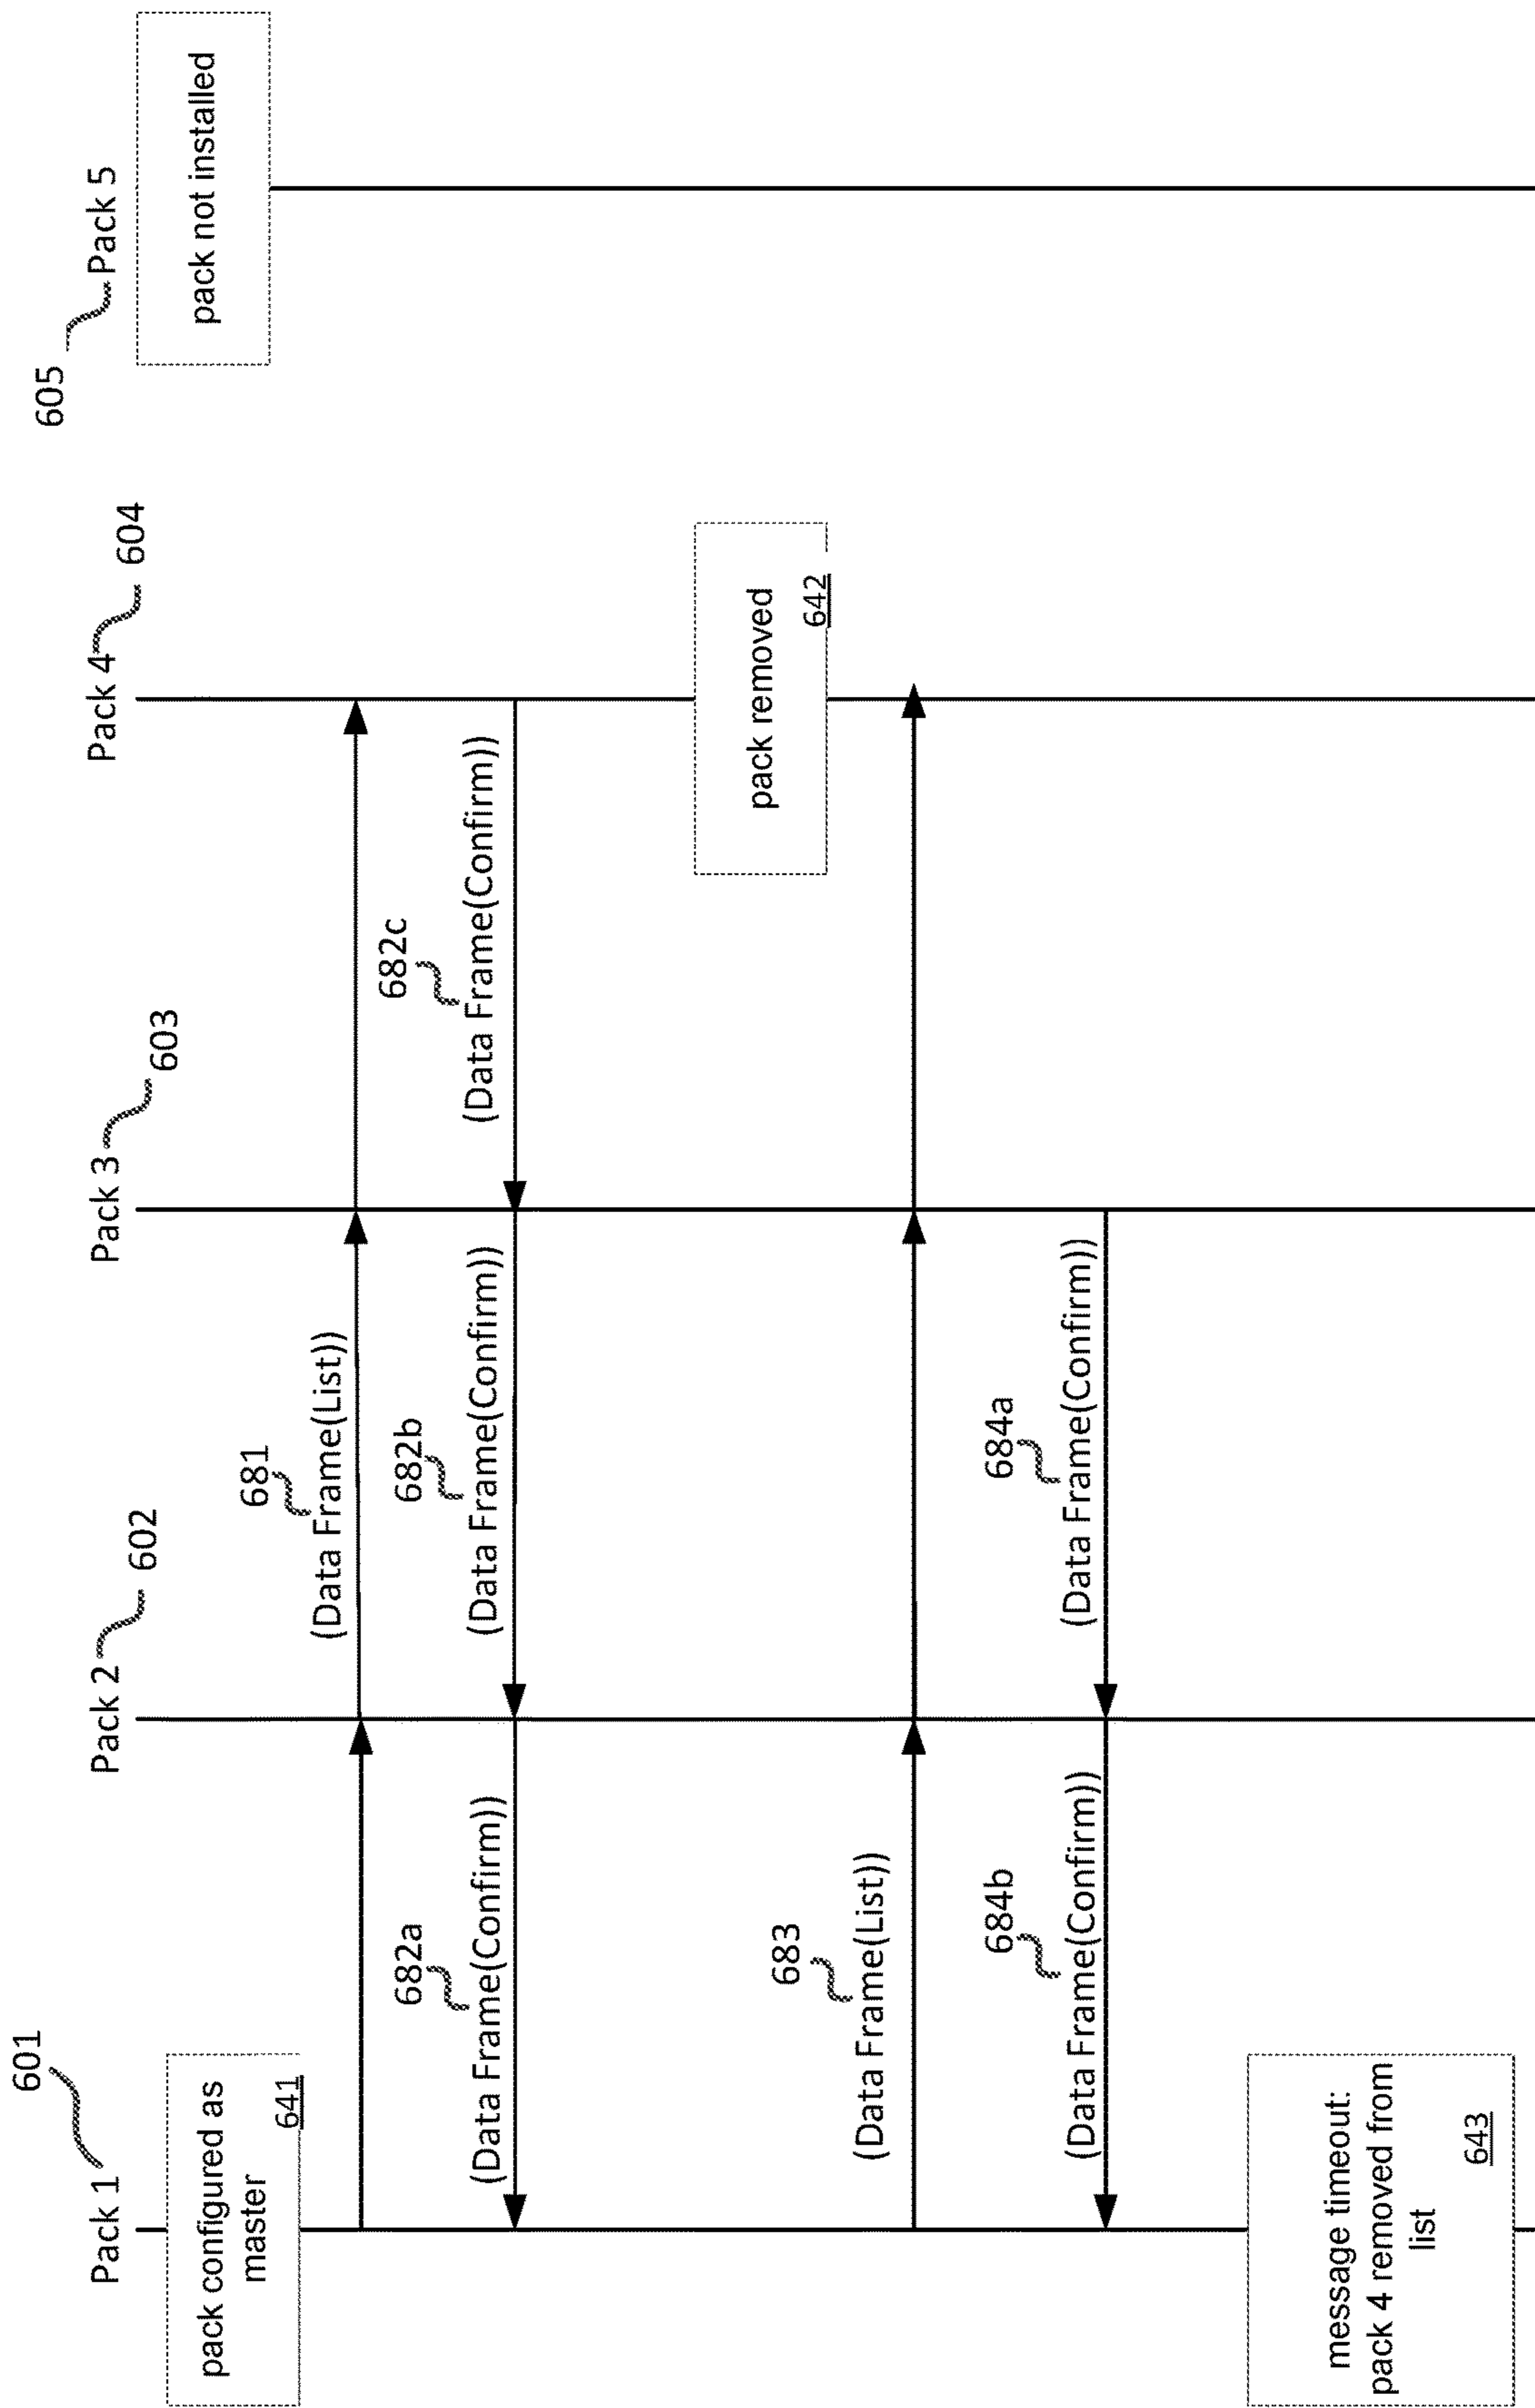 601
Pack 1
602
Pack 2
603
Pack 3
604
Pack 4
605
Pack 5
pack configured as
master
641
pack not installed
681
(Data Frame(List))
682a
(Data Frame(Confirm))
682b
(Data Frame(Confirm))
682c
(Data Frame(Confirm))
pack removed
642
683
(Data Frame(List))
684b
(Data Frame(Confirm))
684a
(Data Frame(Confirm))
message timeout:
pack 4 removed from
list
643